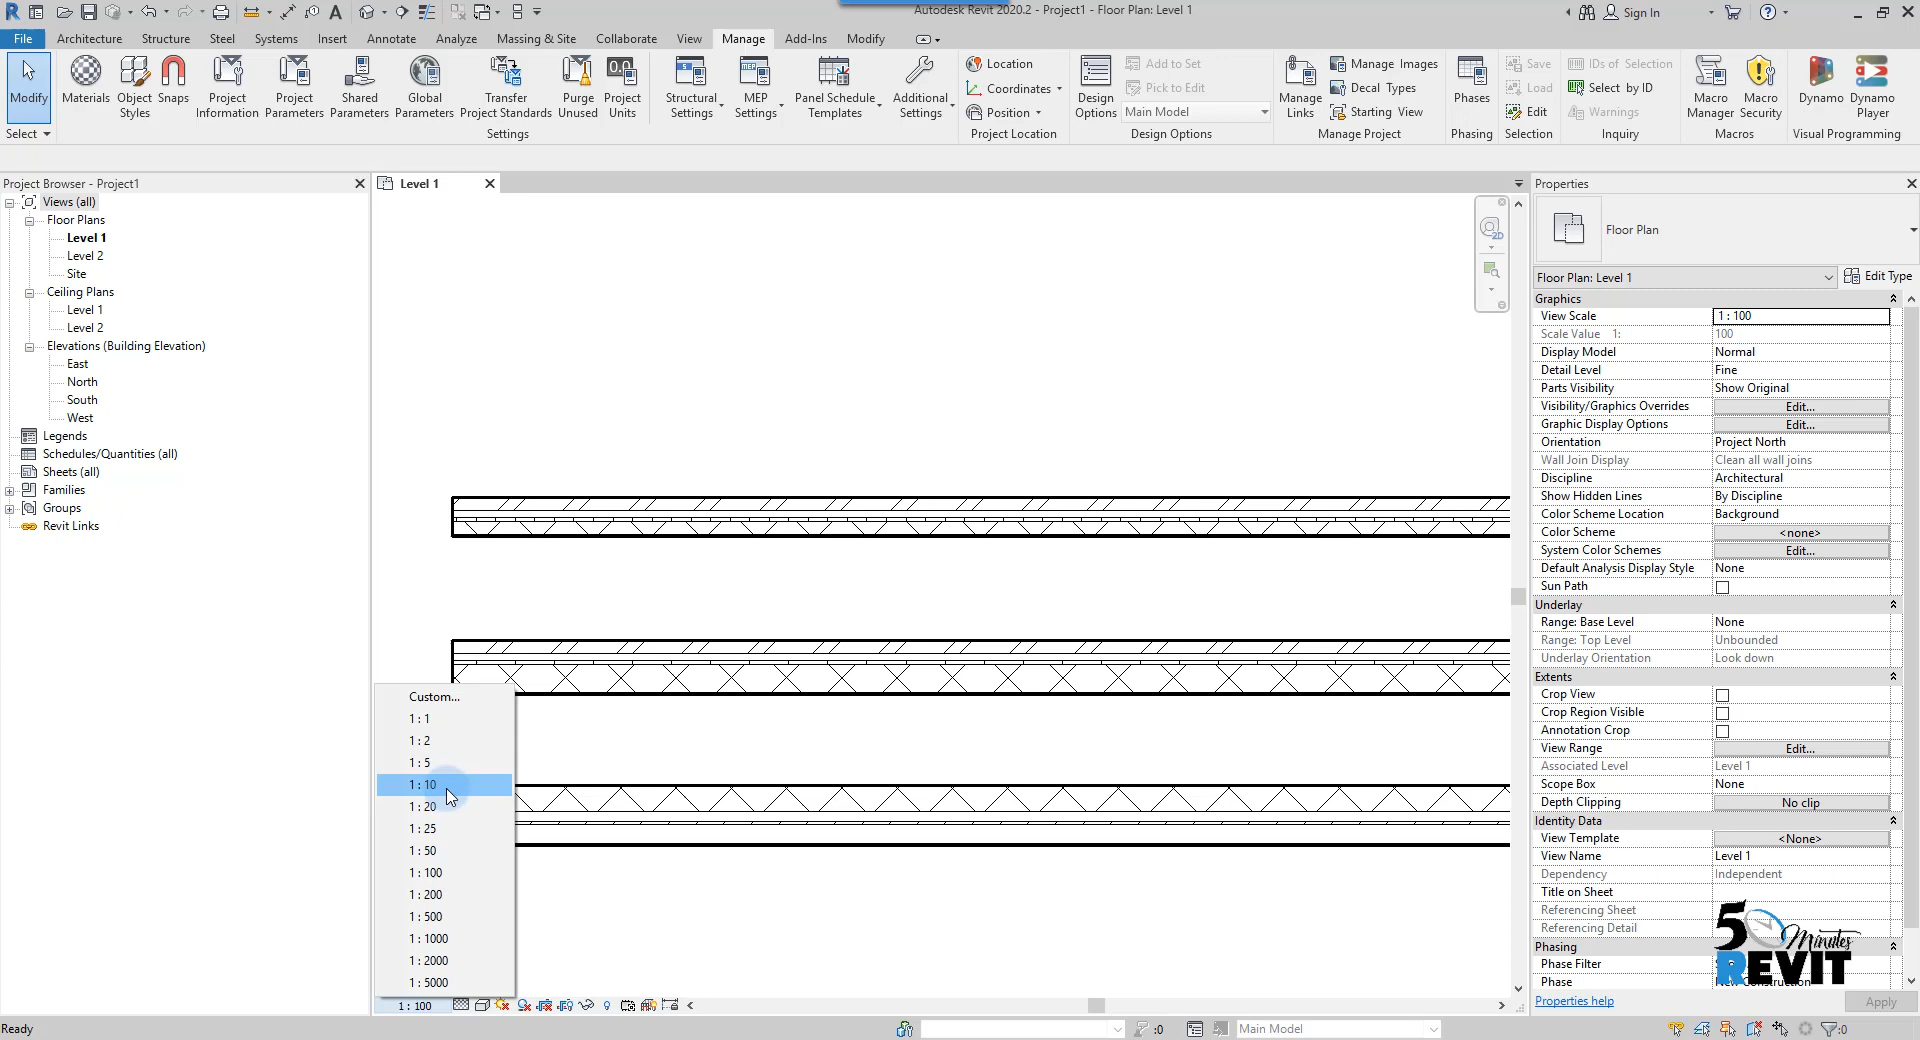 Autodesk Revit 2020.2 - Project1 - Floor Plan: Level 1
Sign In
File Architecture Structure Steel Systems Insert Annotate Analyze Massing & Site Collaborate View Manage Add-Ins Modify
Modify
Select
Materials
Object Styles
Snaps
Project Information
Project Parameters
Shared Parameters
Global Parameters
Transfer Project Standards
Purge Unused
Project Units
Settings
Structural Settings
MEP Settings
Panel Schedule Templates
Additional Settings
Location
Coordinates
Position
Project Location
Design Options
Add to Set
Pick to Edit
Main Model
Design Options
Manage Links
Manage Images
Decal Types
Starting View
Manage Project
Phases
Phasing
Save
Load
Edit
Selection
IDs of Selection
Select by ID
Warnings
Inquiry
Macro Manager
Macro Security
Macros
Dynamo
Dynamo Player
Visual Programming
Project Browser - Project1
Views (all)
Floor Plans
Level 1
Level 2
Site
Ceiling Plans
Level 1
Level 2
Elevations (Building Elevation)
East
North
South
West
Legends
Schedules/Quantities (all)
Sheets (all)
Families
Groups
Revit Links
Level 1
2D
Custom...
1 : 1
1 : 2
1 : 5
1 : 10
1 : 20
1 : 25
1 : 50
1 : 100
1 : 200
1 : 500
1 : 1000
1 : 2000
1 : 5000
1 : 100
Properties
Floor Plan
Floor Plan: Level 1
Edit Type
Graphics
View Scale 1 : 100
Scale Value 1: 100
Display Model Normal
Detail Level Fine
Parts Visibility Show Original
Visibility/Graphics Overrides Edit...
Graphic Display Options Edit...
Orientation Project North
Wall Join Display Clean all wall joins
Discipline Architectural
Show Hidden Lines By Discipline
Color Scheme Location Background
Color Scheme <none>
System Color Schemes Edit...
Default Analysis Display Style None
Sun Path
Underlay
Range: Base Level None
Range: Top Level Unbounded
Underlay Orientation Look down
Extents
Crop View
Crop Region Visible
Annotation Crop
View Range Edit...
Associated Level Level 1
Scope Box None
Depth Clipping No clip
Identity Data
View Template <None>
View Name Level 1
Dependency Independent
Title on Sheet
Referencing Sheet
Referencing Detail
Phasing
Phase Filter
Phase New Construction
5 Minutes
REVIT
Properties help
Apply
Ready
:0
Main Model
:0